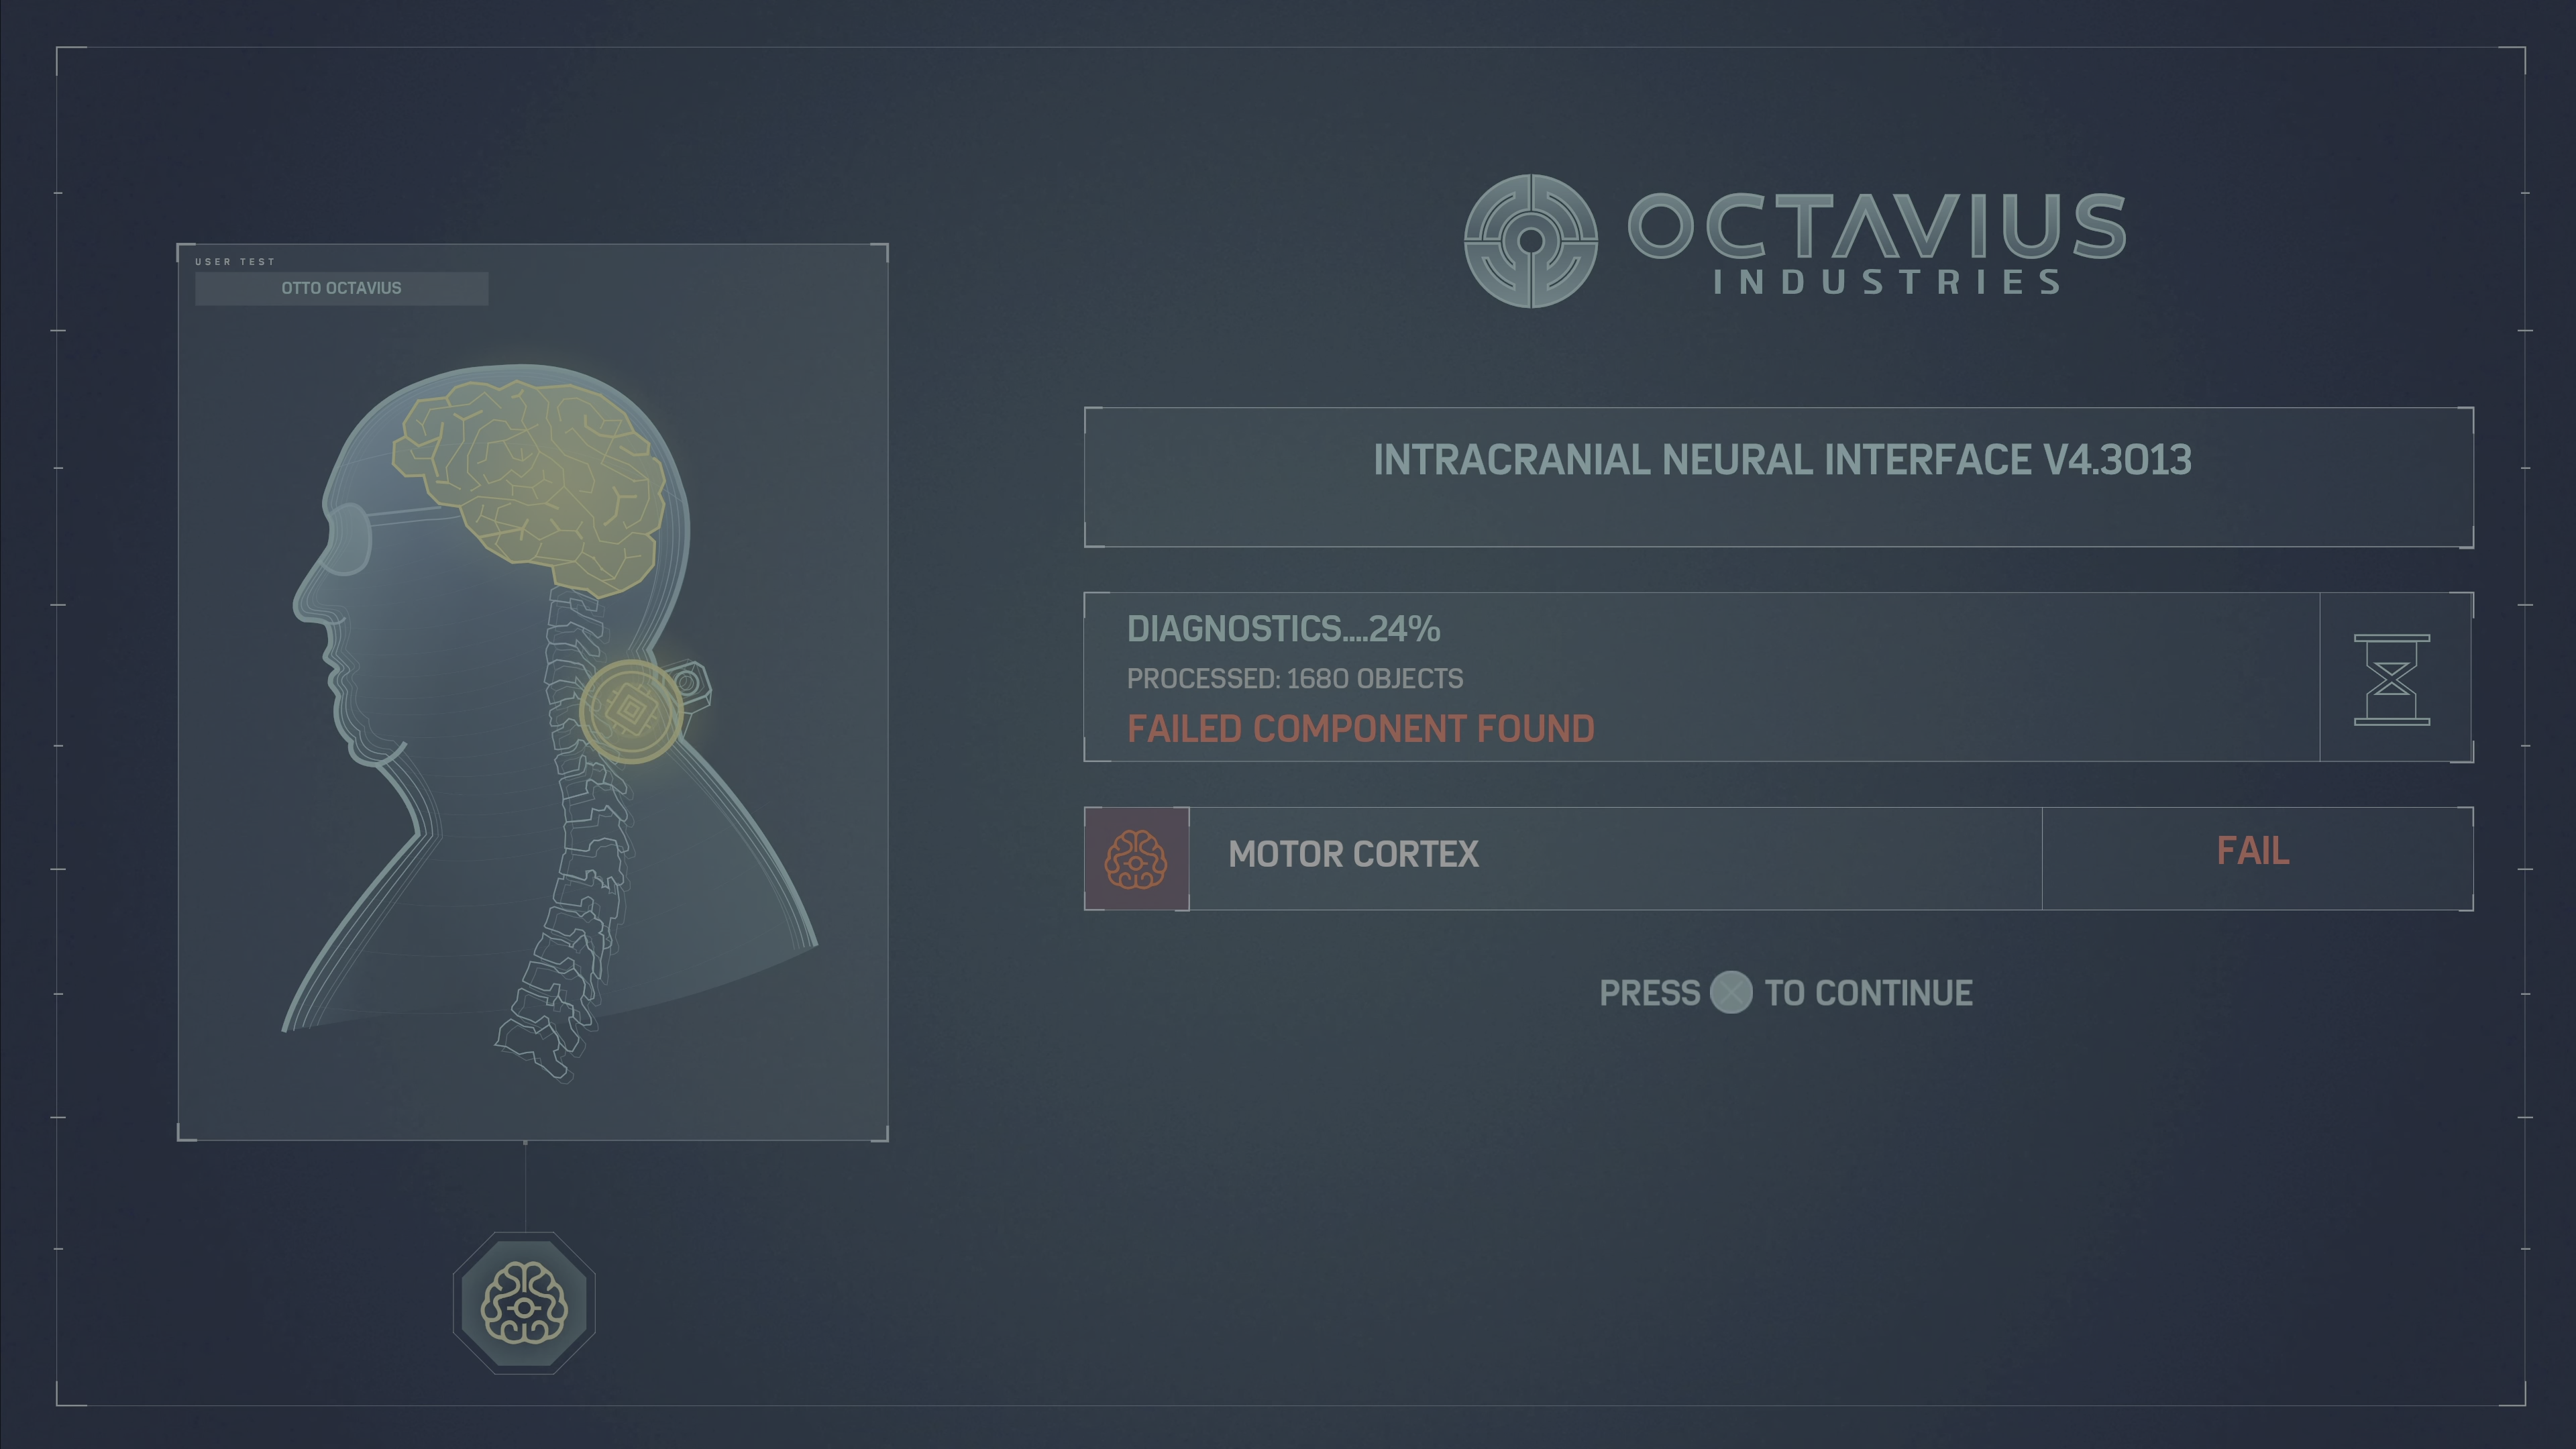 USER TEST
OTTO OCTAVIUS
OCTAVIUS
INDUSTRIES
INTRACRANIAL NEURAL INTERFACE V4.3013
DIAGNOSTICS....24%
PROCESSED: 1680 OBJECTS
FAILED COMPONENT FOUND
MOTOR CORTEX
FAIL
PRESS TO CONTINUE